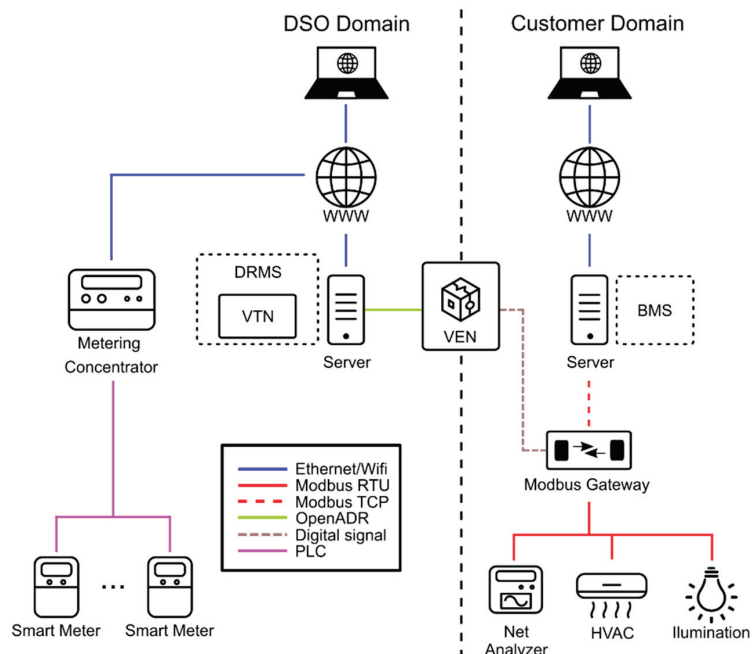 DSO Domain
Customer Domain
WWW
WWW
DRMS
VTN
Server
VEN
Server
BMS
Metering
Concentrator
Ethernet/Wifi
Modbus RTU
Modbus TCP
OpenADR
Digital signal
PLC
Modbus Gateway
Smart Meter
...
Smart Meter
Net
Analyzer
HVAC
Ilumination